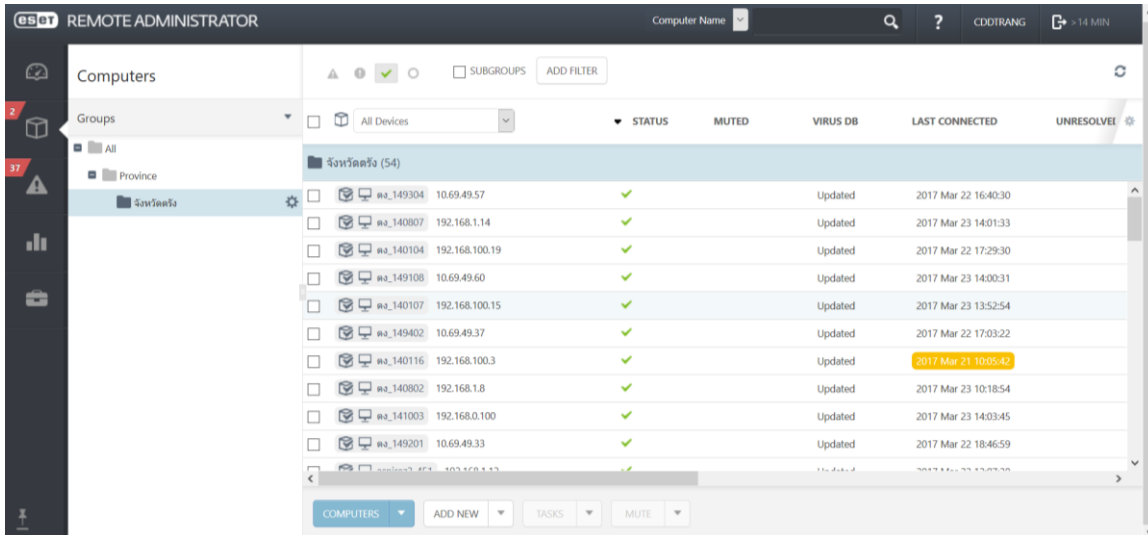 eseT REMOTE ADMINISTRATOR Computer Name ? CDDTRANG >14 MIN
Computers SUBGROUPS ADD FILTER
Groups All Devices STATUS MUTED VIRUS DB LAST CONNECTED UNRESOLVED
2
All
จังหวัดตรัง (54)
37
Province
จังหวัดตรัง
ตง_149304 10.69.49.57 Updated 2017 Mar 22 16:40:30
ตง_140807 192.168.1.14 Updated 2017 Mar 23 14:01:33
ตง_140104 192.168.100.19 Updated 2017 Mar 22 17:29:30
ตง_149108 10.69.49.60 Updated 2017 Mar 23 14:00:31
ตง_140107 192.168.100.15 Updated 2017 Mar 23 13:52:54
ตง_149402 10.69.49.37 Updated 2017 Mar 22 17:03:22
ตง_140116 192.168.100.3 Updated 2017 Mar 21 10:05:42
ตง_140802 192.168.1.8 Updated 2017 Mar 23 10:18:54
ตง_141003 192.168.0.100 Updated 2017 Mar 23 14:03:45
ตง_149201 10.69.49.33 Updated 2017 Mar 22 18:46:59
COMPUTERS ADD NEW TASKS MUTE